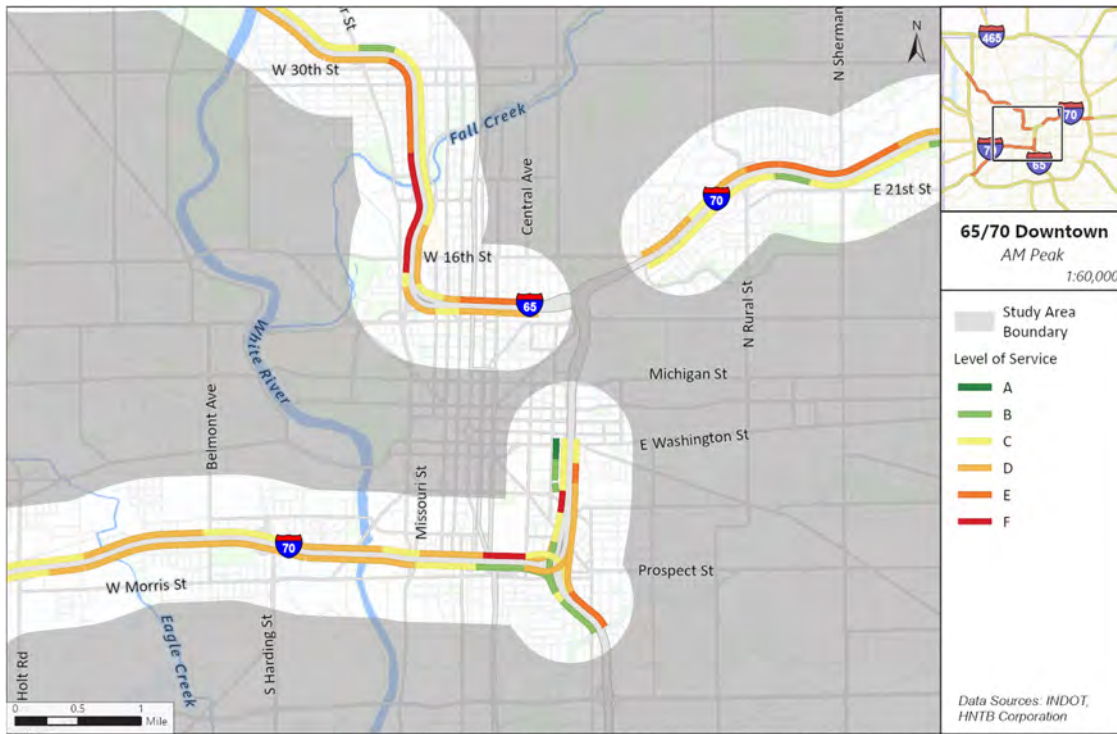 r St
N Sherman
N
W 30th St
Fall Creek
Central Ave
70
E 21st St
W 16th St
65
N Rural St
White River
Michigan St
Belmont Ave
E Washington St
Missouri St
70
Prospect St
W Morris St
Eagle Creek
S Harding St
Holt Rd
0 0.5 1
Mile
465
70
65
65/70 Downtown
AM Peak
1:60,000
Study Area
Boundary
Level of Service
A
B
C
D
E
F
Data Sources: INDOT,
HNTB Corporation